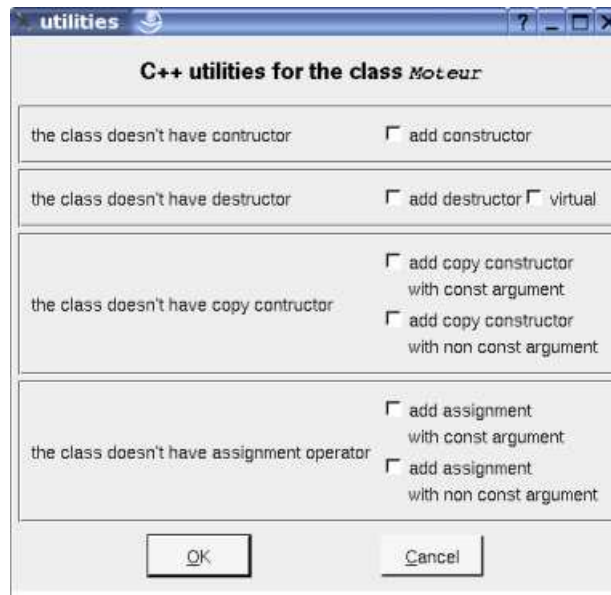 utilities
C++ utilities for the class Moteur
the class doesn't have contructor
add constructor
the class doesn't have destructor
add destructor
virtual
the class doesn't have copy contructor
add copy constructor
with const argument
add copy constructor
with non const argument
the class doesn't have assignment operator
add assignment
with const argument
add assignment
with non const argument
OK
Cancel